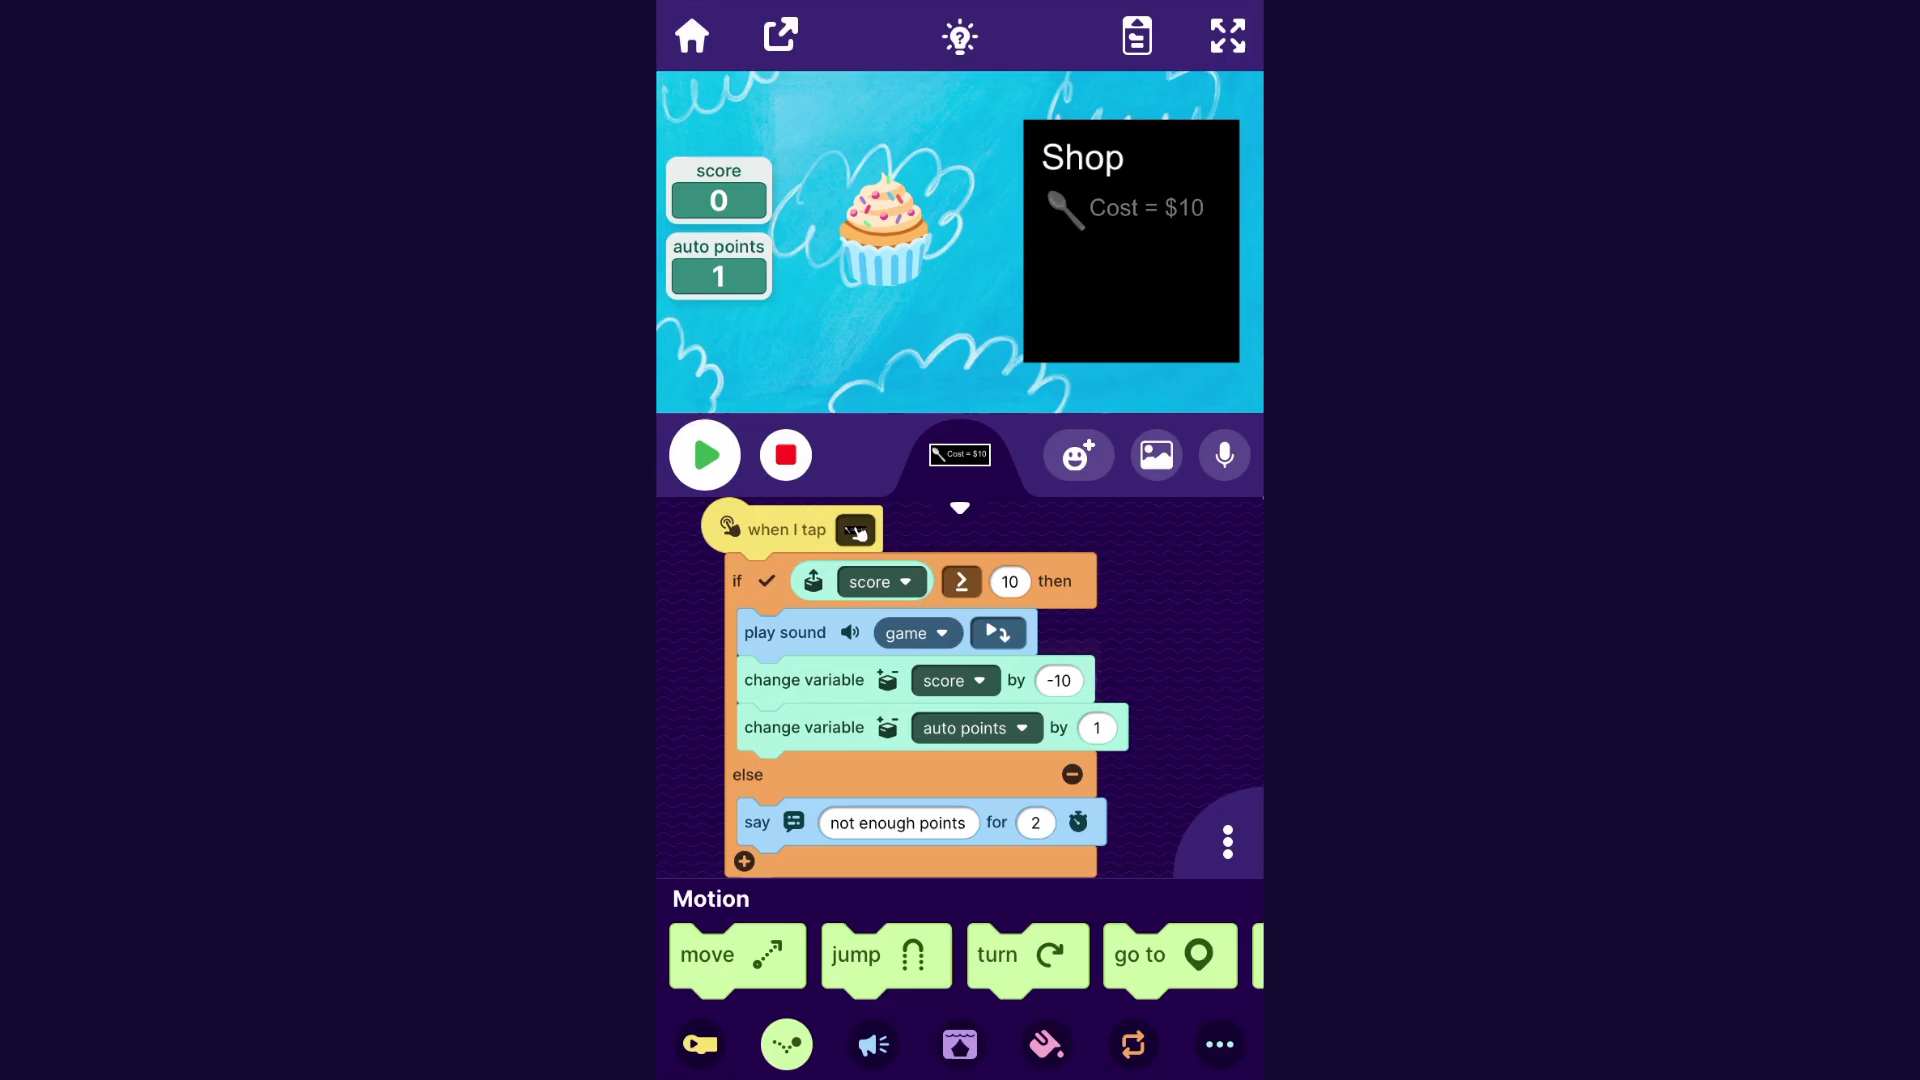 score
0
auto points
1
Shop
Cost = $10
Cost = $10
when I tap
if score ≥ 10 then
play sound game
change variable score by -10
change variable auto points by 1
else
say not enough points for 2
Motion
move jump turn go to